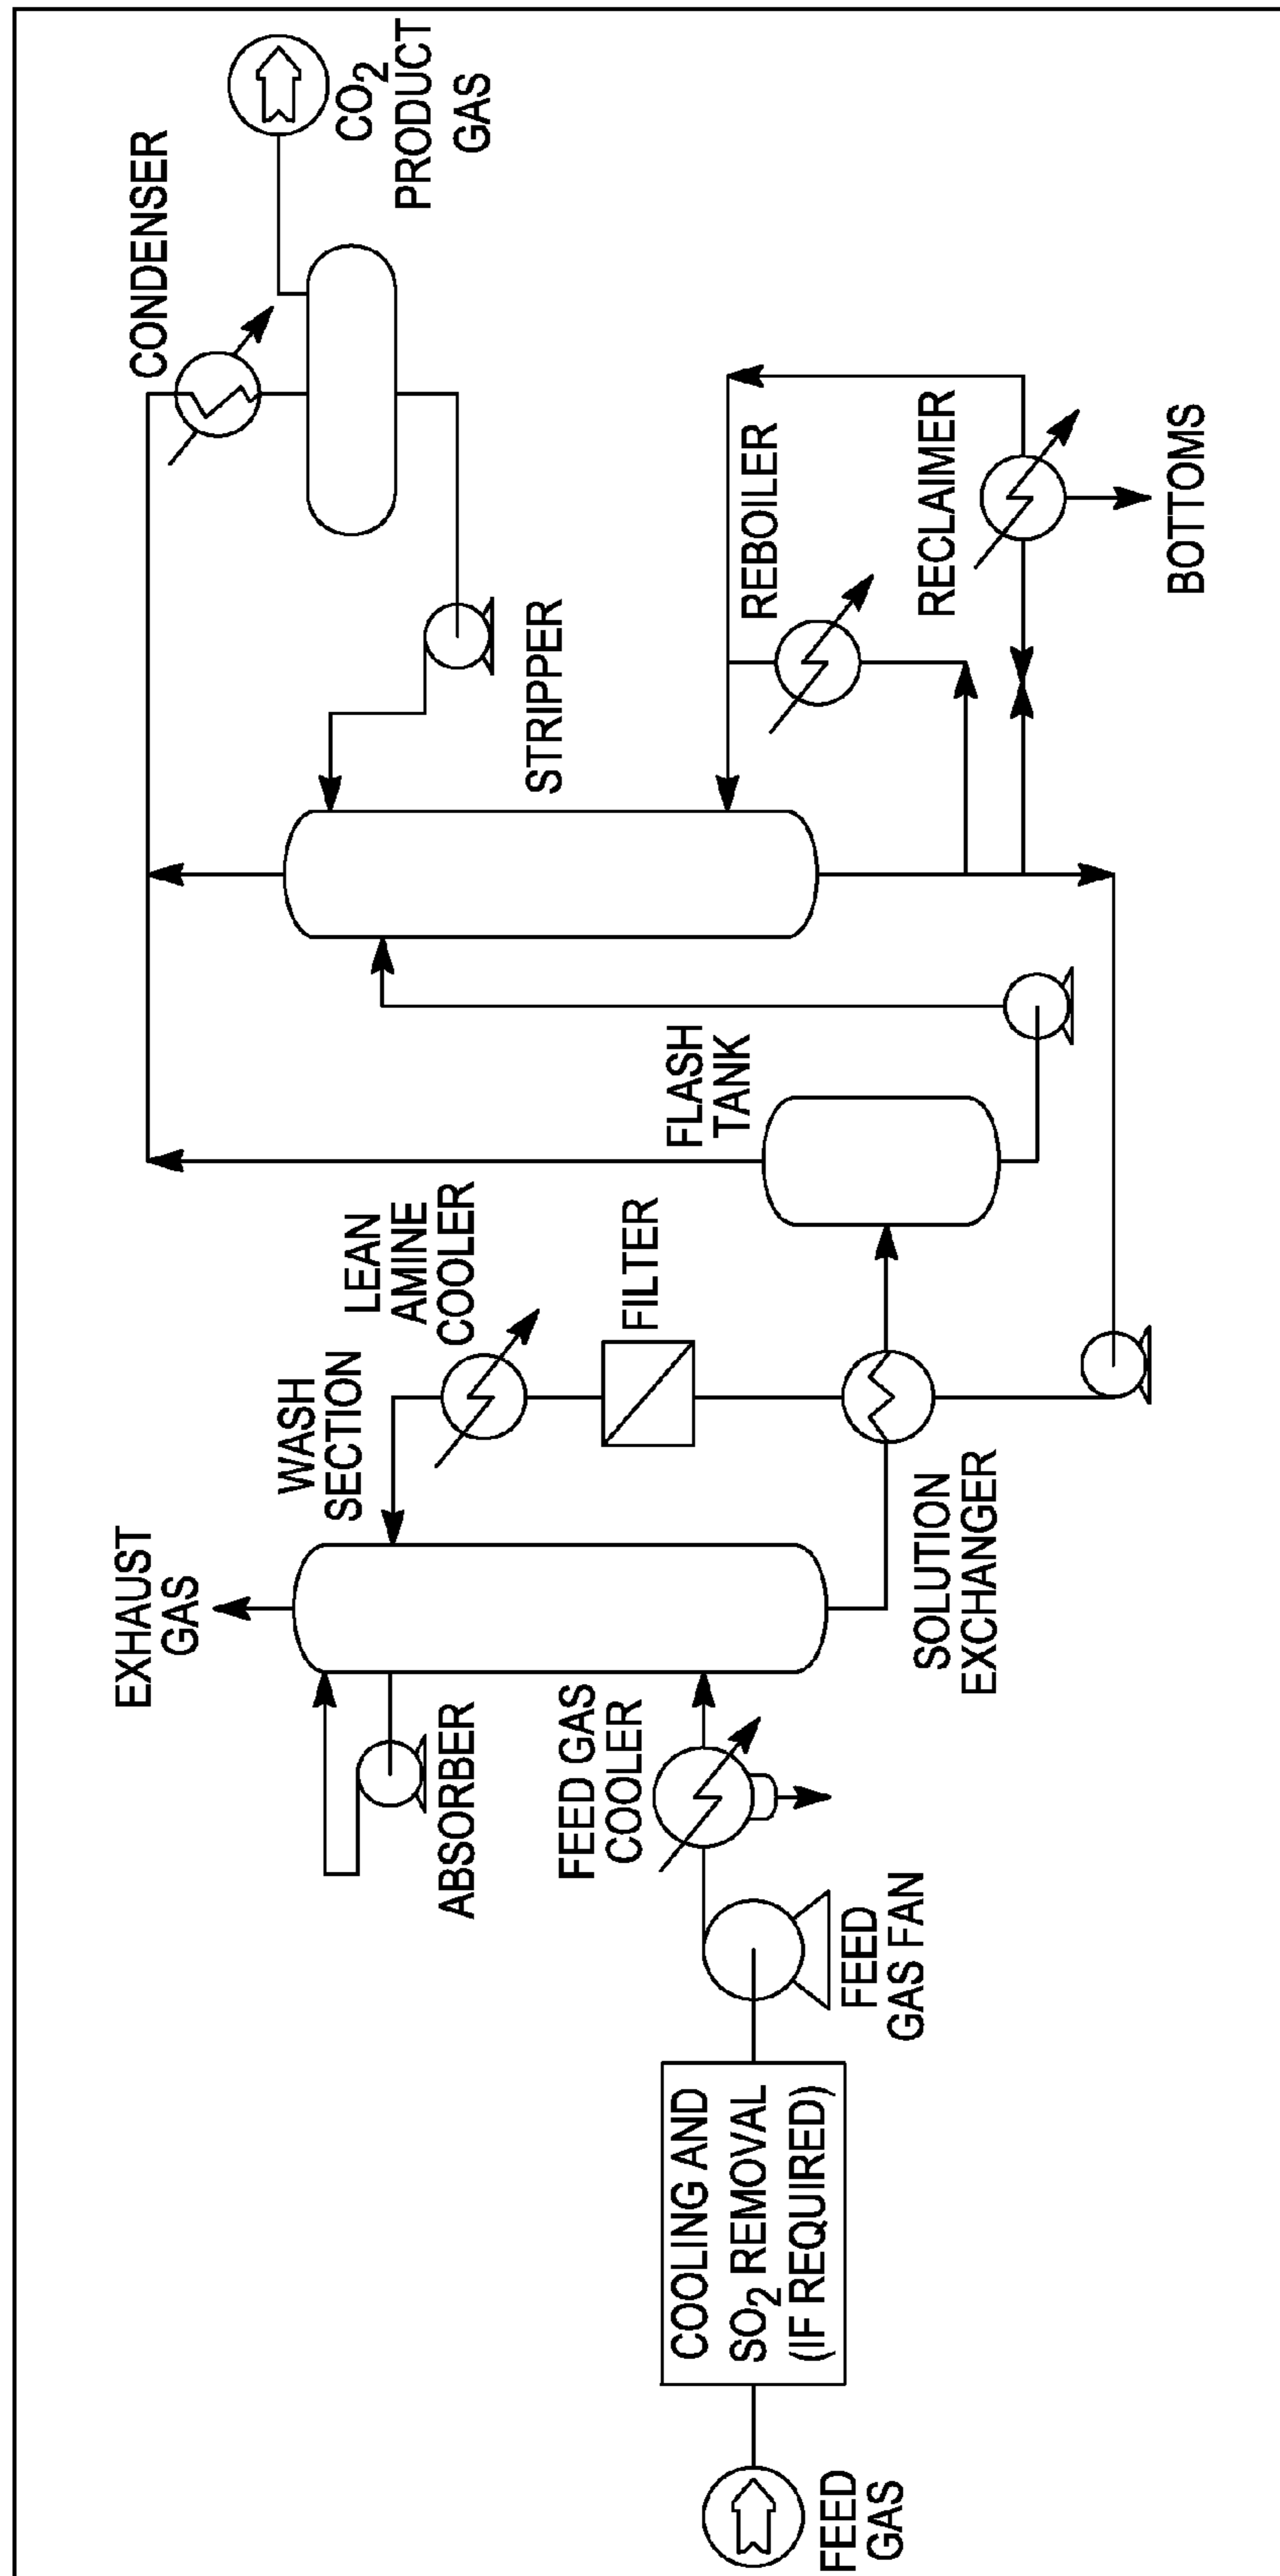 FEED
GAS
COOLING AND
SO2 REMOVAL
(IF REQUIRED)
FEED
GAS FAN
FEED GAS
COOLER
ABSORBER
EXHAUST
GAS
WASH
SECTION
LEAN
AMINE
COOLER
FILTER
SOLUTION
EXCHANGER
FLASH
TANK
STRIPPER
CONDENSER
CO2
PRODUCT
GAS
REBOILER
RECLAIMER
BOTTOMS